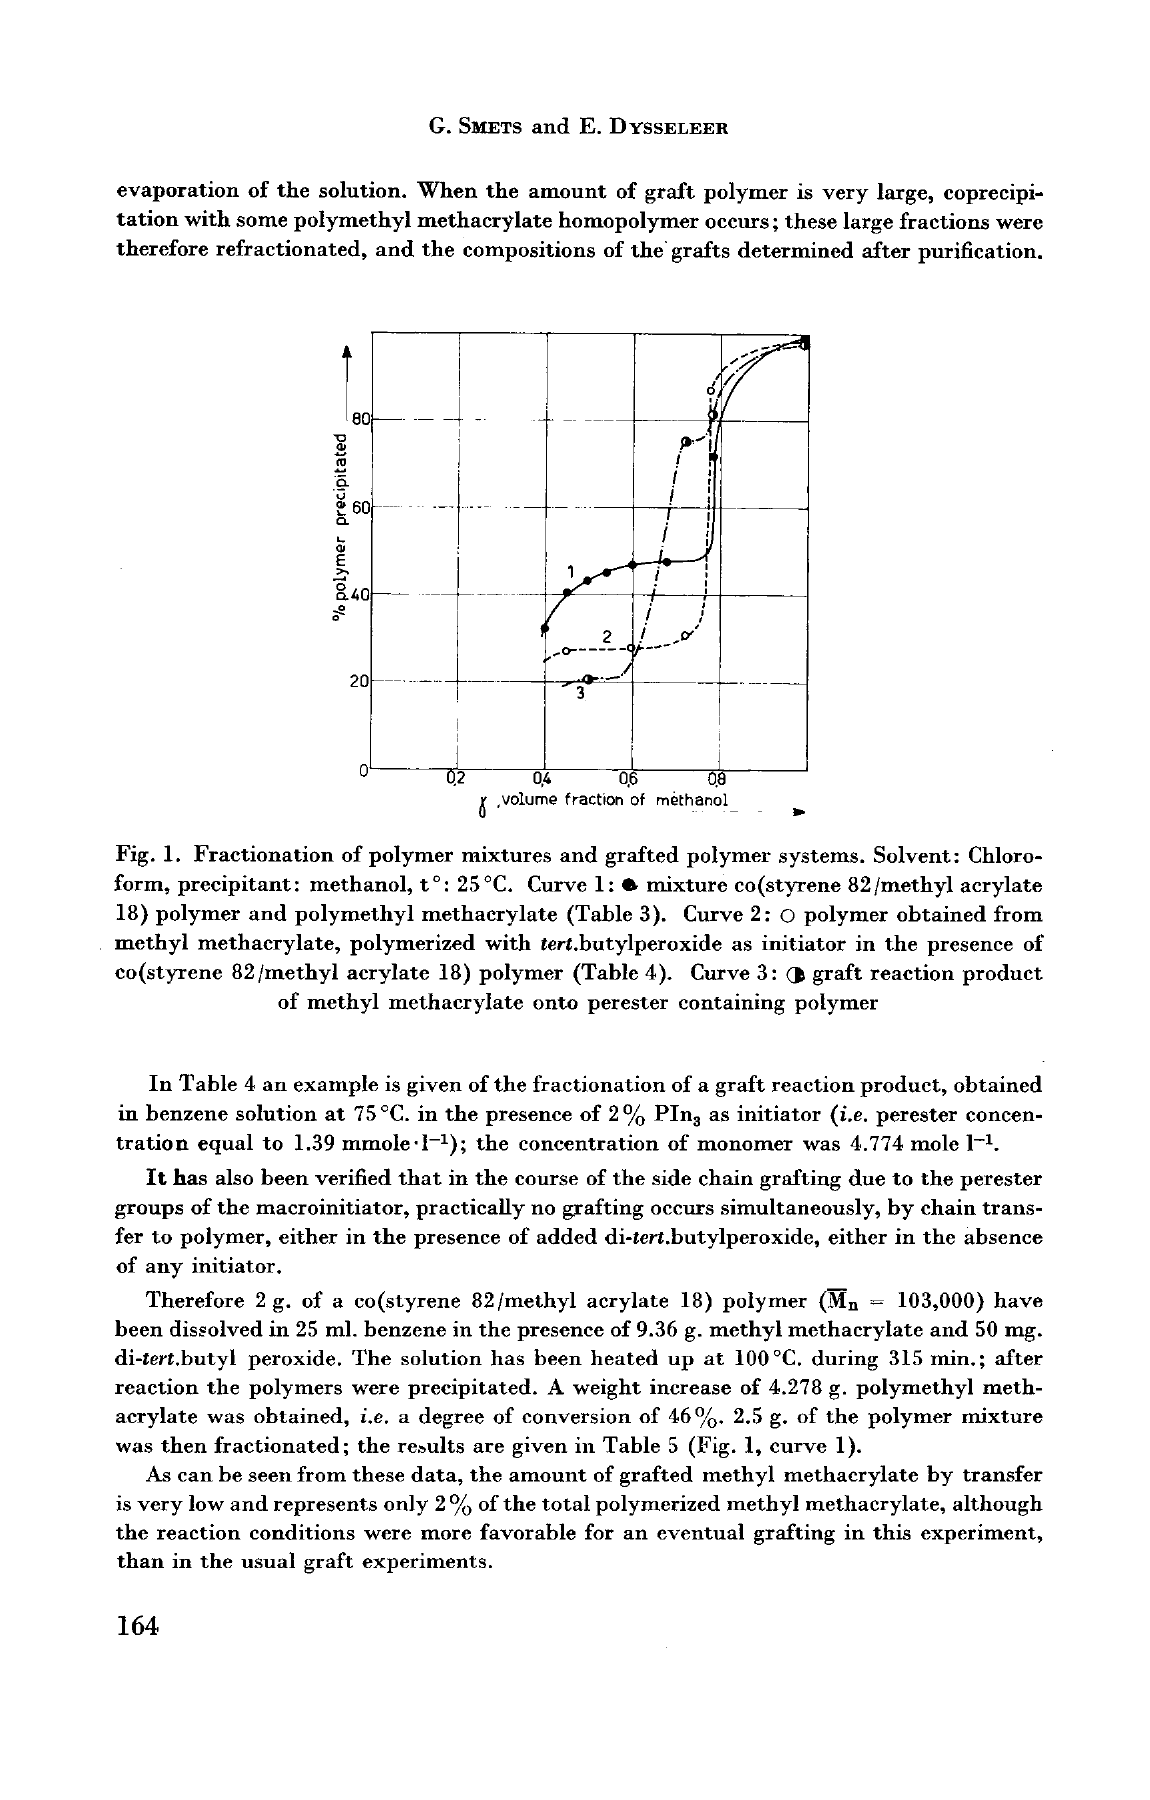 G. Smets and E. Dysseleer
evaporation of the solution. When the amount of graft polymer is very large, coprecipi-
tation with some polymethyl methacrylate homopolymer occurs; these large fractions were
therefore refractionated, and the compositions of the grafts determined after purification.
80
60
40
20
0
% polymer precipitated
1
2
3
0,2 0,4 0,6 0,8
γ ,volume fraction of methanol
Fig. 1. Fractionation of polymer mixtures and grafted polymer systems. Solvent: Chloro-
form, precipitant: methanol, t°: 25 °C. Curve 1: ● mixture co(styrene 82/methyl acrylate
18) polymer and polymethyl methacrylate (Table 3). Curve 2: ○ polymer obtained from
methyl methacrylate, polymerized with tert.butylperoxide as initiator in the presence of
co(styrene 82/methyl acrylate 18) polymer (Table 4). Curve 3: ◑ graft reaction product
of methyl methacrylate onto perester containing polymer
In Table 4 an example is given of the fractionation of a graft reaction product, obtained
in benzene solution at 75 °C. in the presence of 2% PIn₃ as initiator (i.e. perester concen-
tration equal to 1.39 mmole·l⁻¹); the concentration of monomer was 4.774 mole l⁻¹.
It has also been verified that in the course of the side chain grafting due to the perester
groups of the macroinitiator, practically no grafting occurs simultaneously, by chain trans-
fer to polymer, either in the presence of added di-tert.butylperoxide, either in the absence
of any initiator.
Therefore 2 g. of a co(styrene 82/methyl acrylate 18) polymer (M̅n = 103,000) have
been dissolved in 25 ml. benzene in the presence of 9.36 g. methyl methacrylate and 50 mg.
di-tert.butyl peroxide. The solution has been heated up at 100 °C. during 315 min.; after
reaction the polymers were precipitated. A weight increase of 4.278 g. polymethyl meth-
acrylate was obtained, i.e. a degree of conversion of 46%. 2.5 g. of the polymer mixture
was then fractionated; the results are given in Table 5 (Fig. 1, curve 1).
As can be seen from these data, the amount of grafted methyl methacrylate by transfer
is very low and represents only 2% of the total polymerized methyl methacrylate, although
the reaction conditions were more favorable for an eventual grafting in this experiment,
than in the usual graft experiments.
164